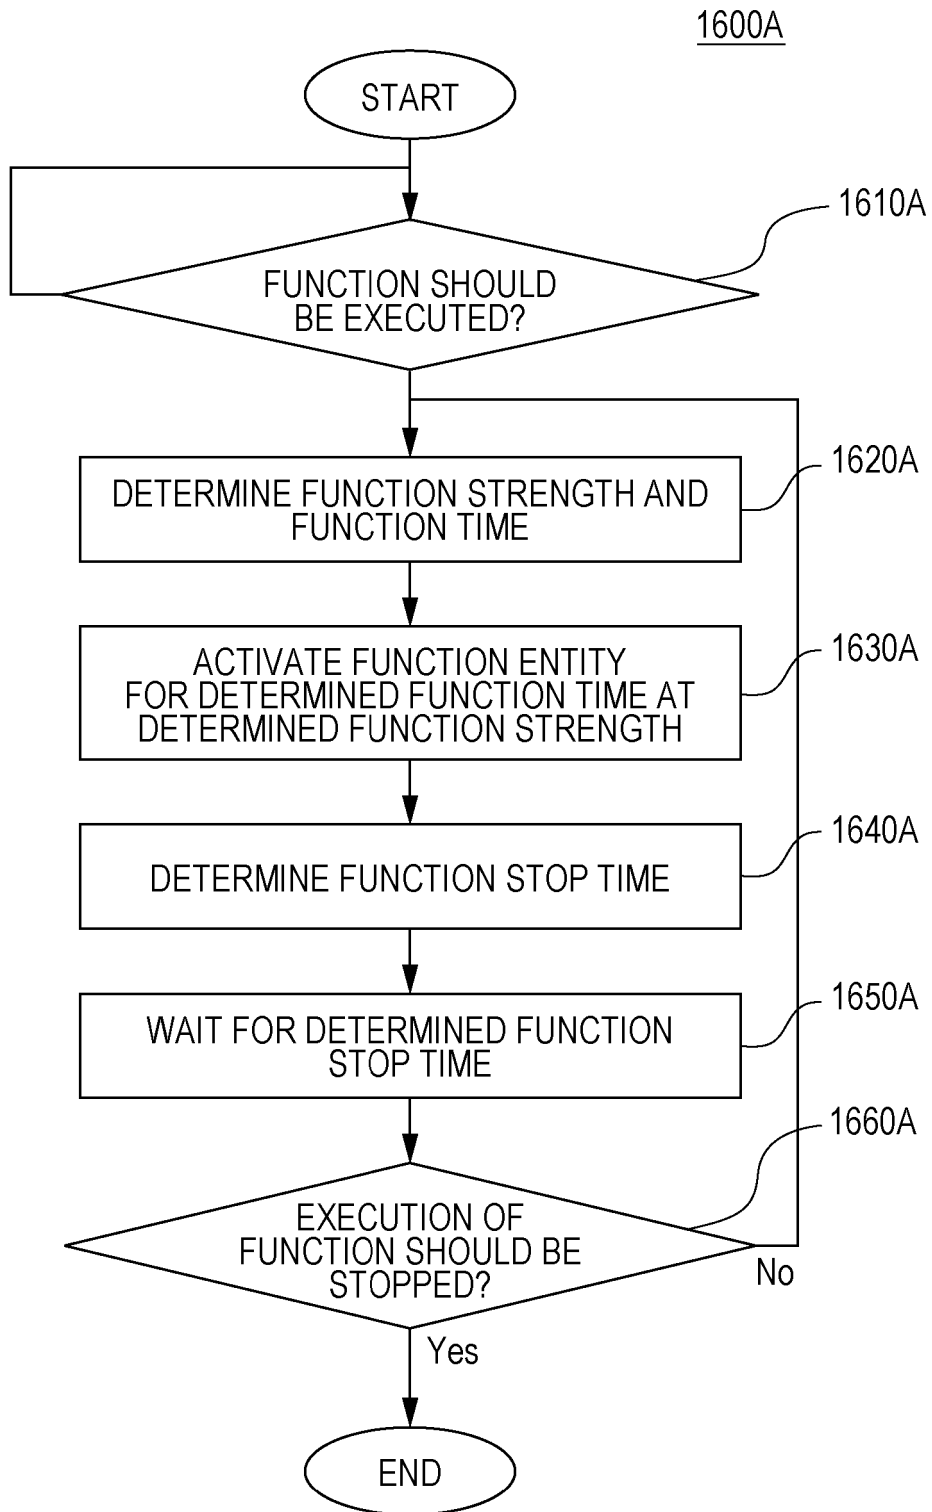 1600A
START
1610A
FUNCTION SHOULD
BE EXECUTED?
1620A
DETERMINE FUNCTION STRENGTH AND
FUNCTION TIME
1630A
ACTIVATE FUNCTION ENTITY
FOR DETERMINED FUNCTION TIME AT
DETERMINED FUNCTION STRENGTH
1640A
DETERMINE FUNCTION STOP TIME
1650A
WAIT FOR DETERMINED FUNCTION
STOP TIME
1660A
EXECUTION OF
FUNCTION SHOULD BE
STOPPED?
No
Yes
END